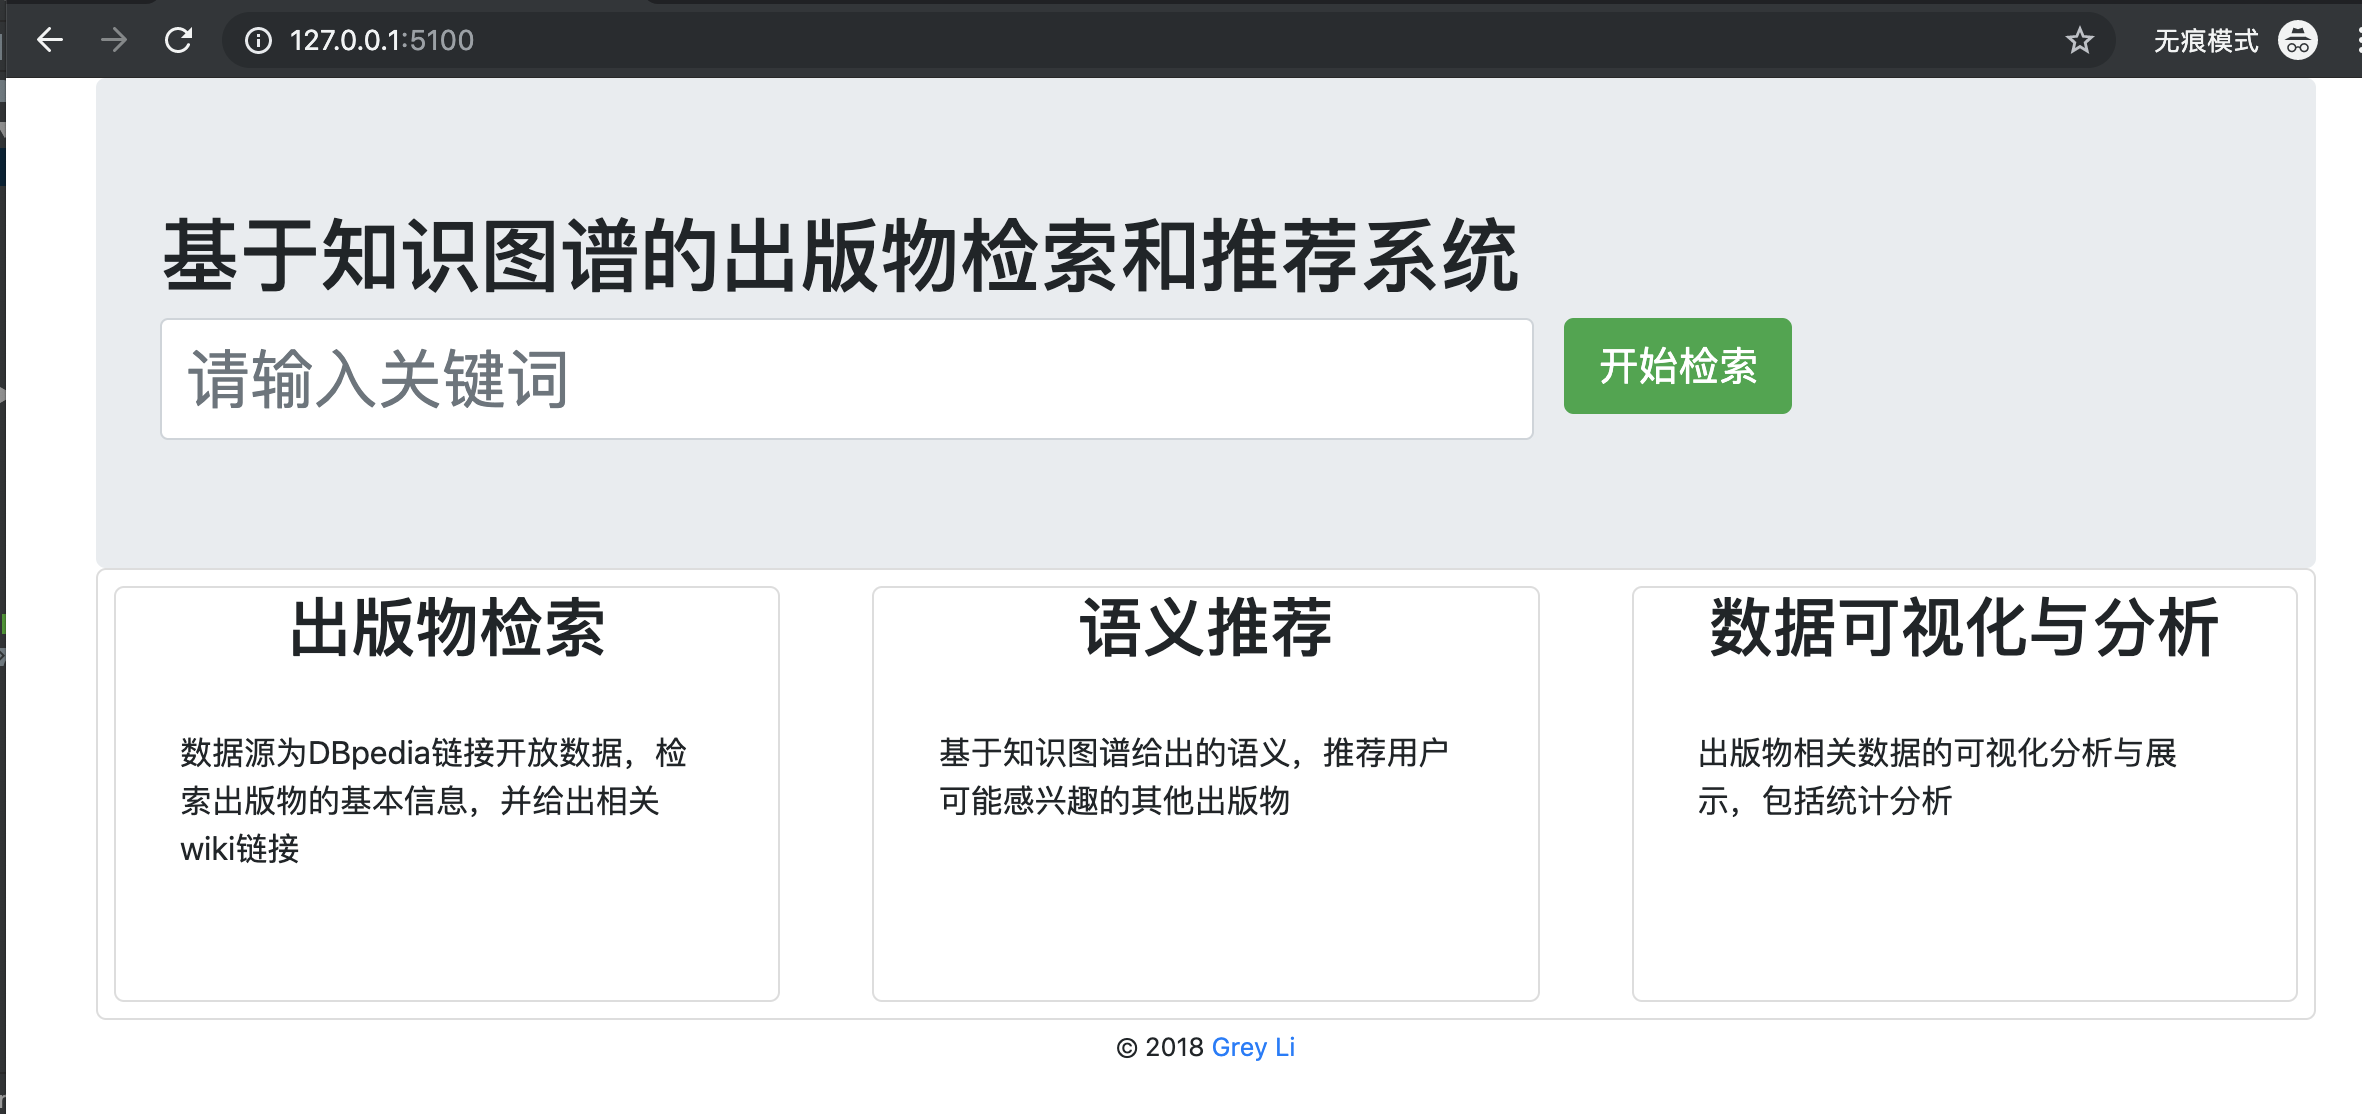 127.0.0.1:5100
无痕模式
基于知识图谱的出版物检索和推荐系统
请输入关键词
开始检索
出版物检索
数据源为DBpedia链接开放数据，检
索出版物的基本信息，并给出相关
wiki链接
语义推荐
基于知识图谱给出的语义，推荐用户
可能感兴趣的其他出版物
数据可视化与分析
出版物相关数据的可视化分析与展
示，包括统计分析
© 2018 Grey Li